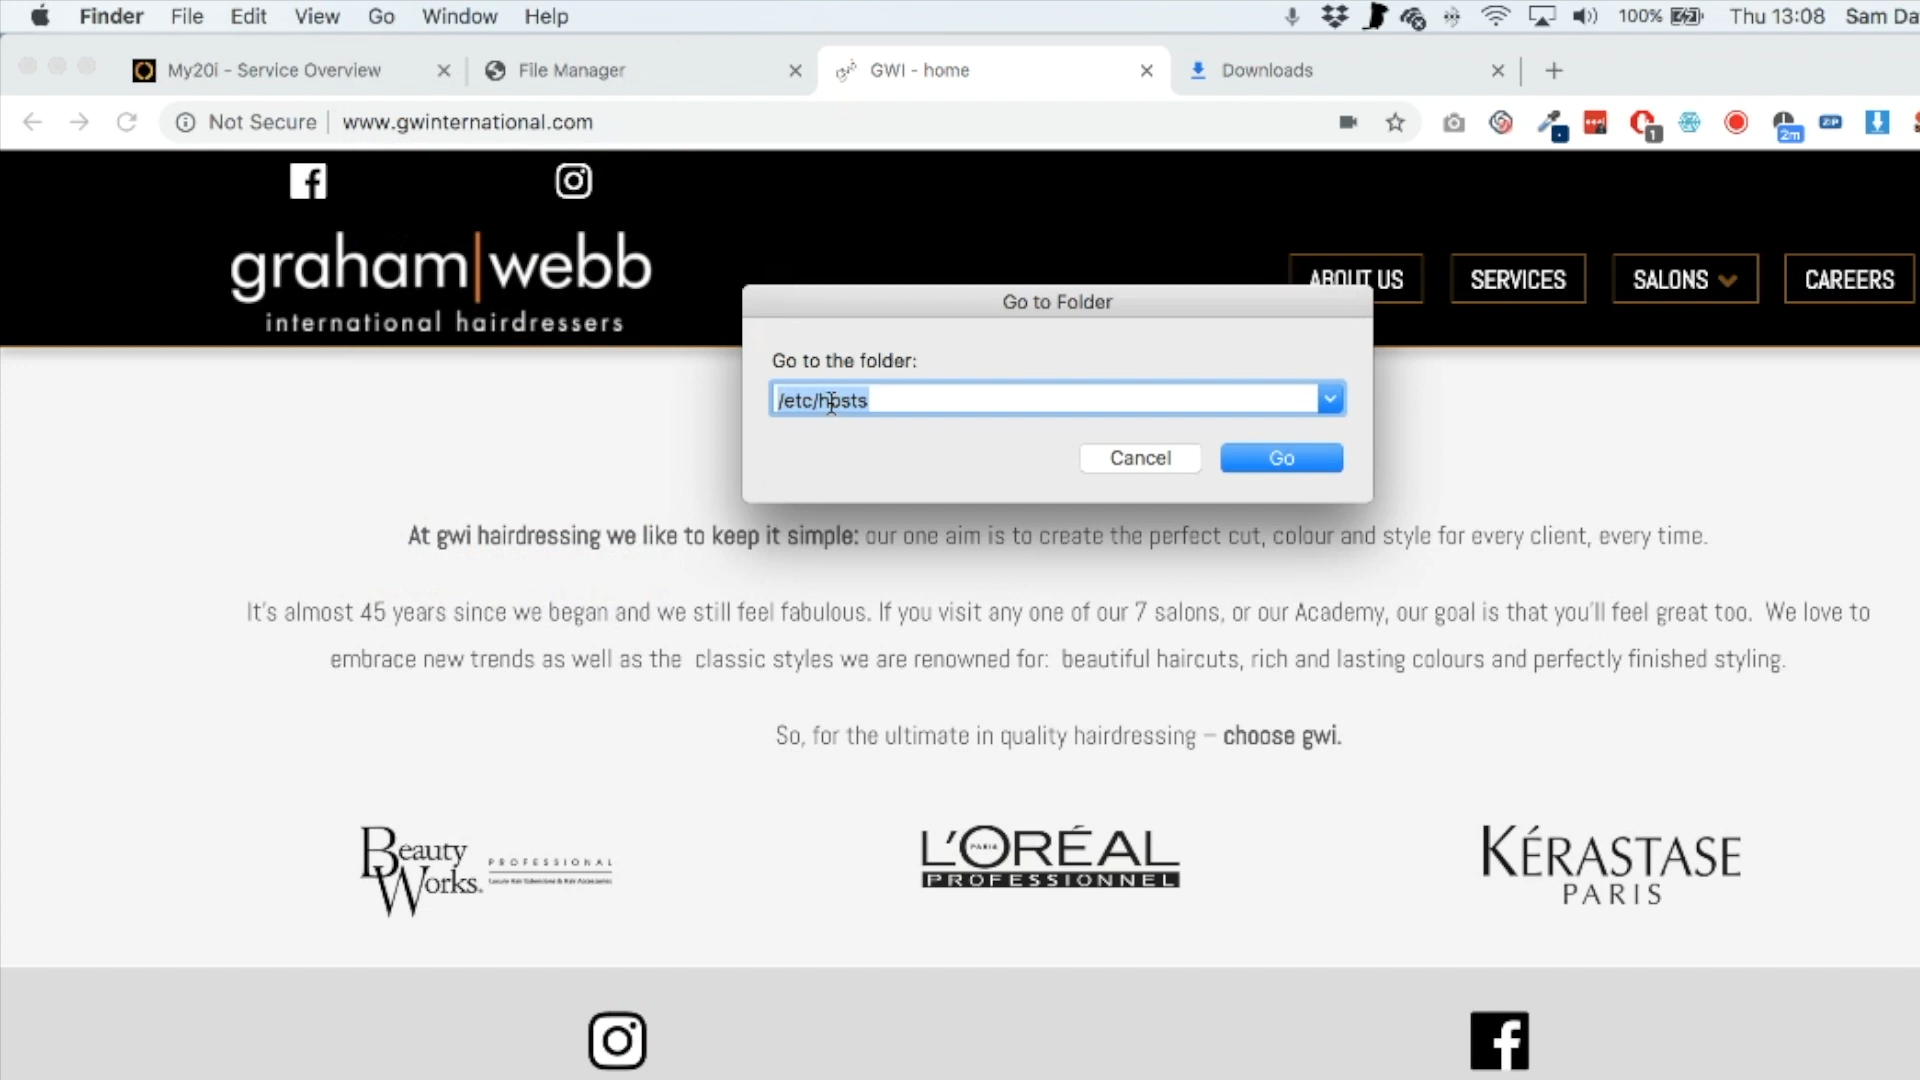 Finder File Edit View Go Window Help 100% Thu 13:08 Sam Da
My20i - Service Overview File Manager GWI - home Downloads
Not Secure www.gwinternational.com
1 2m ZIP
graham|webb
international hairdressers
ABOUT US SERVICES SALONS CAREERS
Go to Folder
Go to the folder:
/etc/hosts
Cancel Go
At gwi hairdressing we like to keep it simple: our one aim is to create the perfect cut, colour and style for every client, every time.
It's almost 45 years since we began and we still feel fabulous. If you visit any one of our 7 salons, or our Academy, our goal is that you'll feel great too. We love to
embrace new trends as well as the classic styles we are renowned for: beautiful haircuts, rich and lasting colours and perfectly finished styling.
So, for the ultimate in quality hairdressing – choose gwi.
Beauty Works. PROFESSIONAL
L'ORÉAL
PARIS
PROFESSIONNEL
KÉRASTASE
PARIS